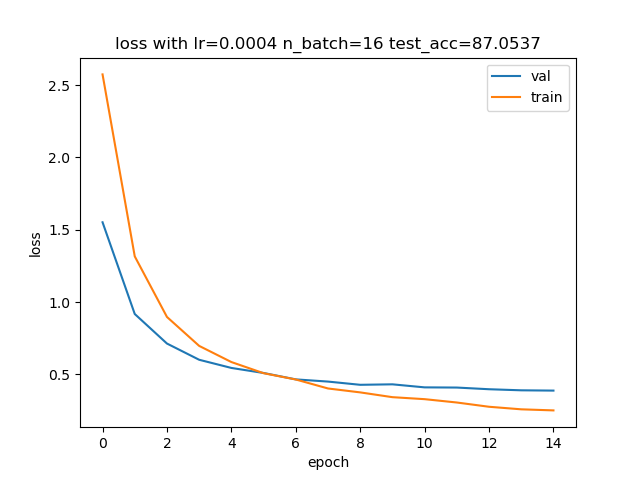 loss with lr=0.0004 n_batch=16 test_acc=87.0537
val
train
2.5
2.0
1.5
1.0
0.5
loss
0 2 4 6 8 10 12 14
epoch